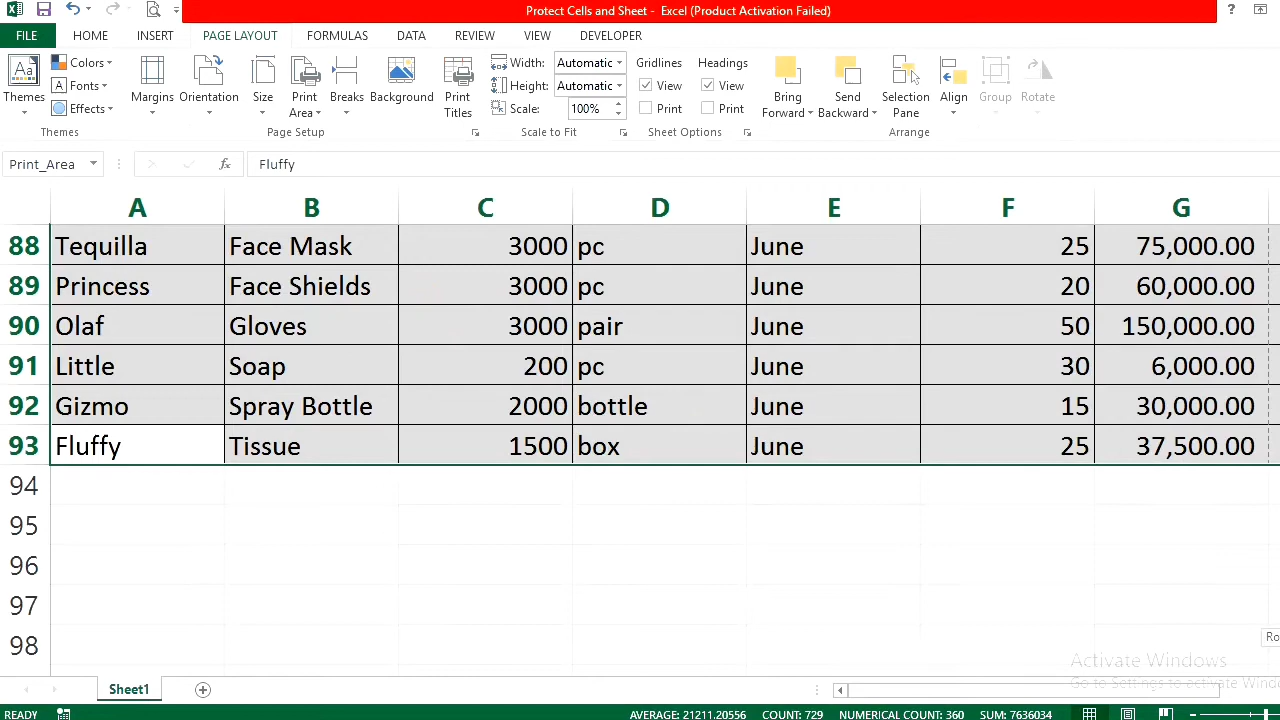 Protect Cells and Sheet - Excel (Product Activation Failed)
?
FILE HOME INSERT PAGE LAYOUT FORMULAS DATA REVIEW VIEW DEVELOPER
Themes
Colors
Fonts
Effects
Themes
Margins
Orientation
Size
Print Area
Breaks
Background
Print Titles
Page Setup
Width: Automatic
Height: Automatic
Scale: 100%
Scale to Fit
Gridlines
View
Print
Headings
View
Print
Sheet Options
Bring Forward
Send Backward
Selection Pane
Align
Group
Rotate
Arrange
Print_Area fx Fluffy
A B C D E F G
88 Tequilla Face Mask 3000 pc June 25 75,000.00
89 Princess Face Shields 3000 pc June 20 60,000.00
90 Olaf Gloves 3000 pair June 50 150,000.00
91 Little Soap 200 pc June 30 6,000.00
92 Gizmo Spray Bottle 2000 bottle June 15 30,000.00
93 Fluffy Tissue 1500 box June 25 37,500.00
94
95
96
97
98
Ro
Activate Windows
Go to Settings to activate Wind
Sheet1
READY AVERAGE: 21211.20556 COUNT: 729 NUMERICAL COUNT: 360 SUM: 7636034